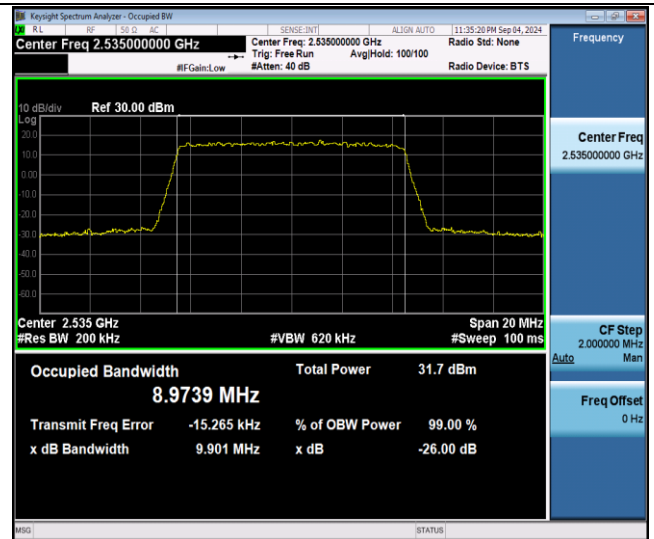 Keysight Spectrum Analyzer - Occupied BW
RL RF 50 Ω AC SENSE:INT ALIGN AUTO 11:35:20 PM Sep 04, 2024
Center Freq 2.535000000 GHz Center Freq: 2.535000000 GHz Radio Std: None Frequency
Trig: Free Run Avg|Hold: 100/100
#IFGain:Low #Atten: 40 dB Radio Device: BTS
10 dB/div Ref 30.00 dBm
Log
20.0
10.0
0.00
-10.0
-20.0
-30.0
-40.0
-50.0
-60.0
Center Freq
2.535000000 GHz
Center 2.535 GHz Span 20 MHz
#Res BW 200 kHz #VBW 620 kHz #Sweep 100 ms
CF Step
2.000000 MHz
Auto Man
Occupied Bandwidth Total Power 31.7 dBm
8.9739 MHz
Transmit Freq Error -15.265 kHz % of OBW Power 99.00 %
x dB Bandwidth 9.901 MHz x dB -26.00 dB
Freq Offset
0 Hz
MSG STATUS